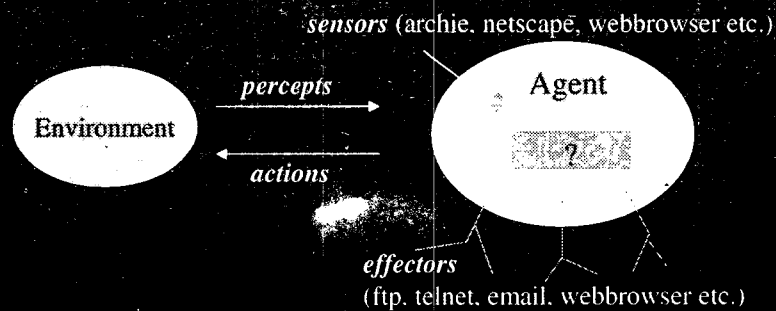 sensors (archie, netscape, webbrowser etc.)
Agent
percepts
Environment
?
actions
effectors
(ftp, telnet, email, webbrowser etc.)